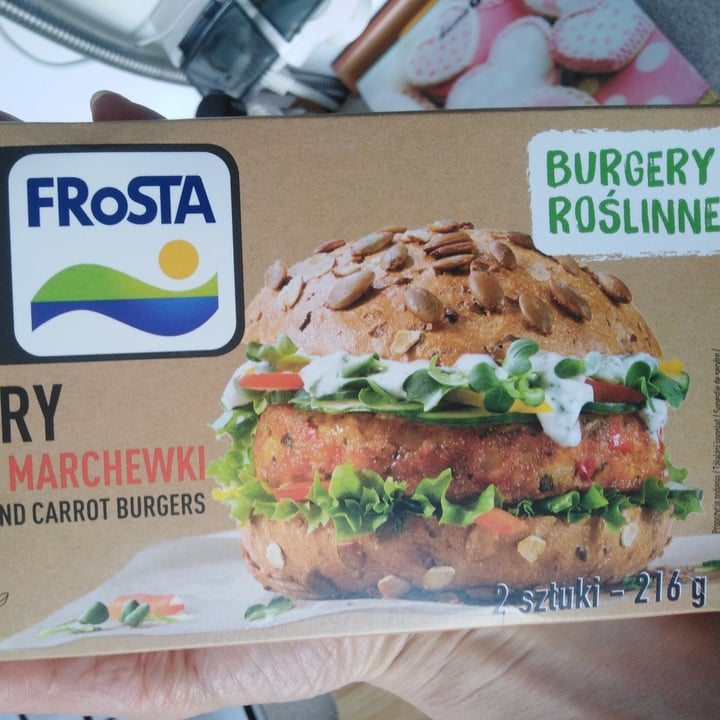 FRoSTA
BURGERY
ROŚLINNE
RY
MARCHEWKI
ND CARROT BURGERS
2 sztuki - 216 g